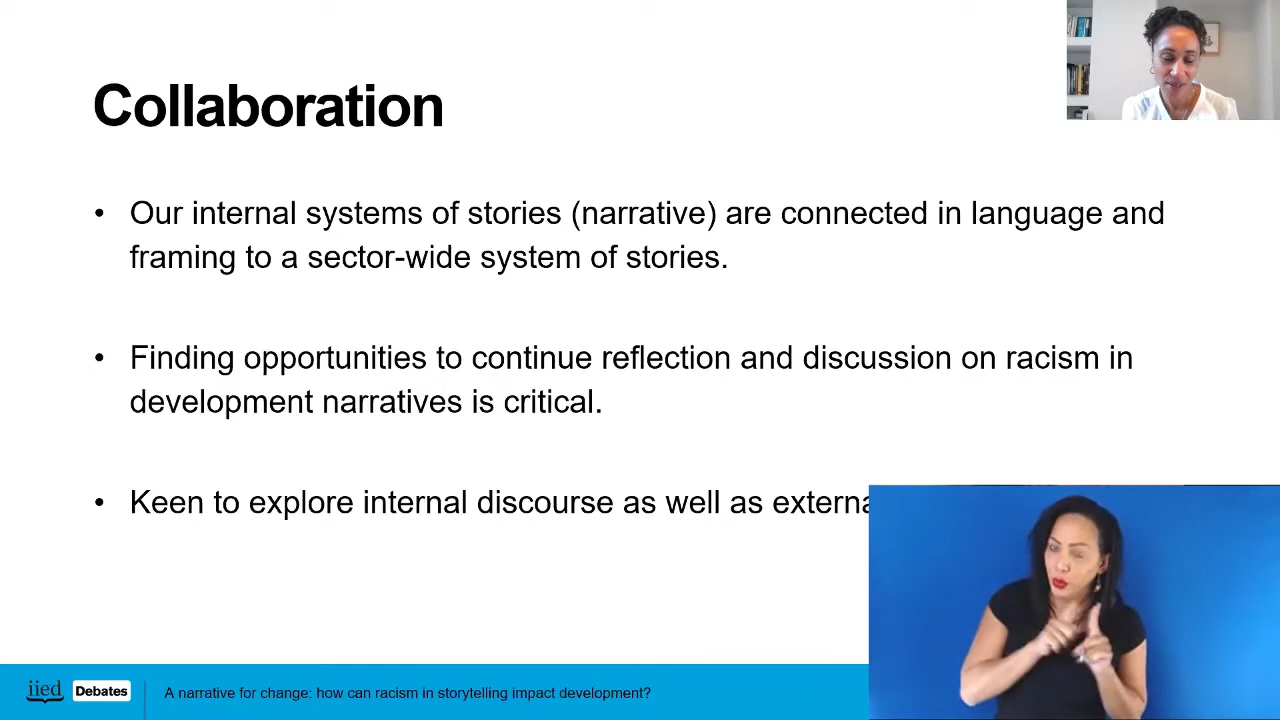 Collaboration
• Our internal systems of stories (narrative) are connected in language and
framing to a sector-wide system of stories.
• Finding opportunities to continue reflection and discussion on racism in
development narratives is critical.
• Keen to explore internal discourse as well as
iied Debates A narrative for change: how can racism in storytelling impact development?